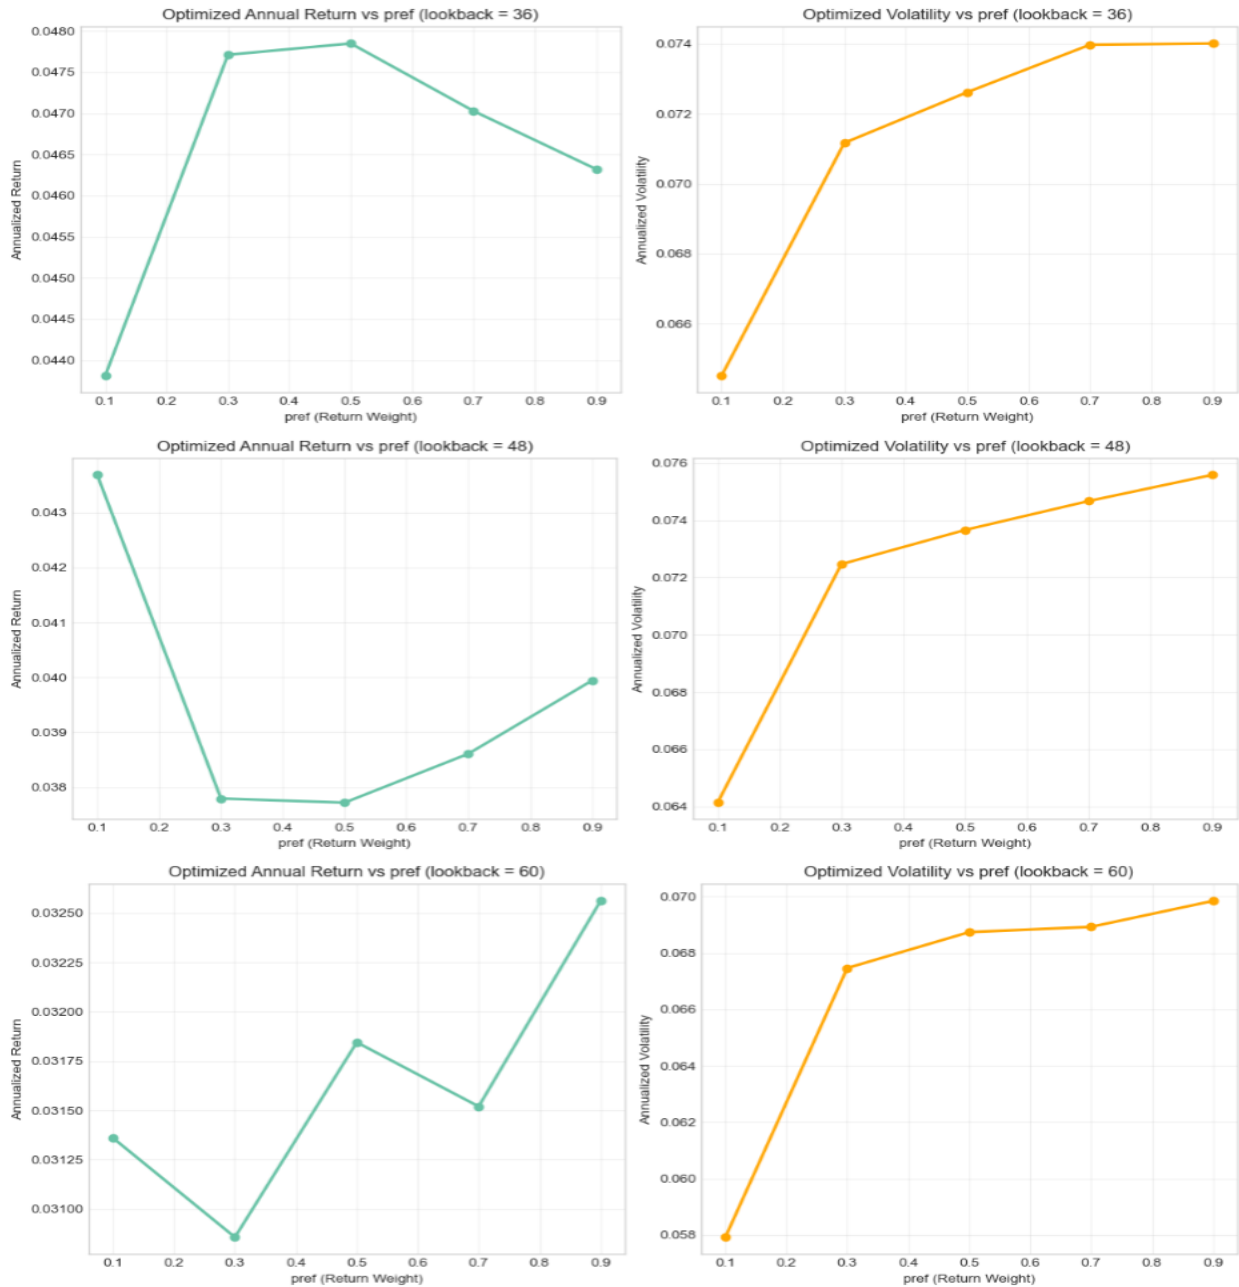 Optimized Annual Return vs pref (lookback = 36)
0.0480
0.0475
0.0470
0.0465
0.0460
0.0455
0.0450
0.0445
0.0440
Annualized Return
0.1 0.2 0.3 0.4 0.5 0.6 0.7 0.8 0.9
pref (Return Weight)
Optimized Volatility vs pref (lookback = 36)
0.074
0.072
0.070
0.068
0.066
Annualized Volatility
0.1 0.2 0.3 0.4 0.5 0.6 0.7 0.8 0.9
pref (Return Weight)
Optimized Annual Return vs pref (lookback = 48)
0.043
0.042
0.041
0.040
0.039
0.038
Annualized Return
0.1 0.2 0.3 0.4 0.5 0.6 0.7 0.8 0.9
pref (Return Weight)
Optimized Volatility vs pref (lookback = 48)
0.076
0.074
0.072
0.070
0.068
0.066
0.064
Annualized Volatility
0.1 0.2 0.3 0.4 0.5 0.6 0.7 0.8 0.9
pref (Return Weight)
Optimized Annual Return vs pref (lookback = 60)
0.03250
0.03225
0.03200
0.03175
0.03150
0.03125
0.03100
Annualized Return
0.1 0.2 0.3 0.4 0.5 0.6 0.7 0.8 0.9
pref (Return Weight)
Optimized Volatility vs pref (lookback = 60)
0.070
0.068
0.066
0.064
0.062
0.060
0.058
Annualized Volatility
0.1 0.2 0.3 0.4 0.5 0.6 0.7 0.8 0.9
pref (Return Weight)